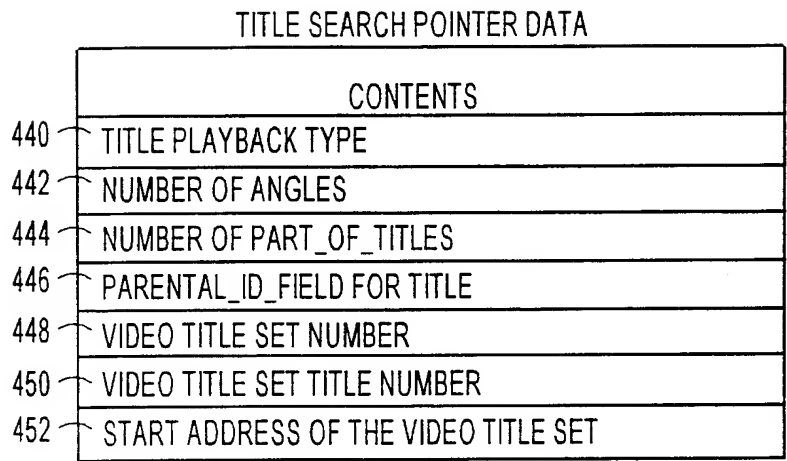 TITLE SEARCH POINTER DATA
CONTENTS
440 TITLE PLAYBACK TYPE
442 NUMBER OF ANGLES
444 NUMBER OF PART_OF_TITLES
446 PARENTAL_ID_FIELD FOR TITLE
448 VIDEO TITLE SET NUMBER
450 VIDEO TITLE SET TITLE NUMBER
452 START ADDRESS OF THE VIDEO TITLE SET